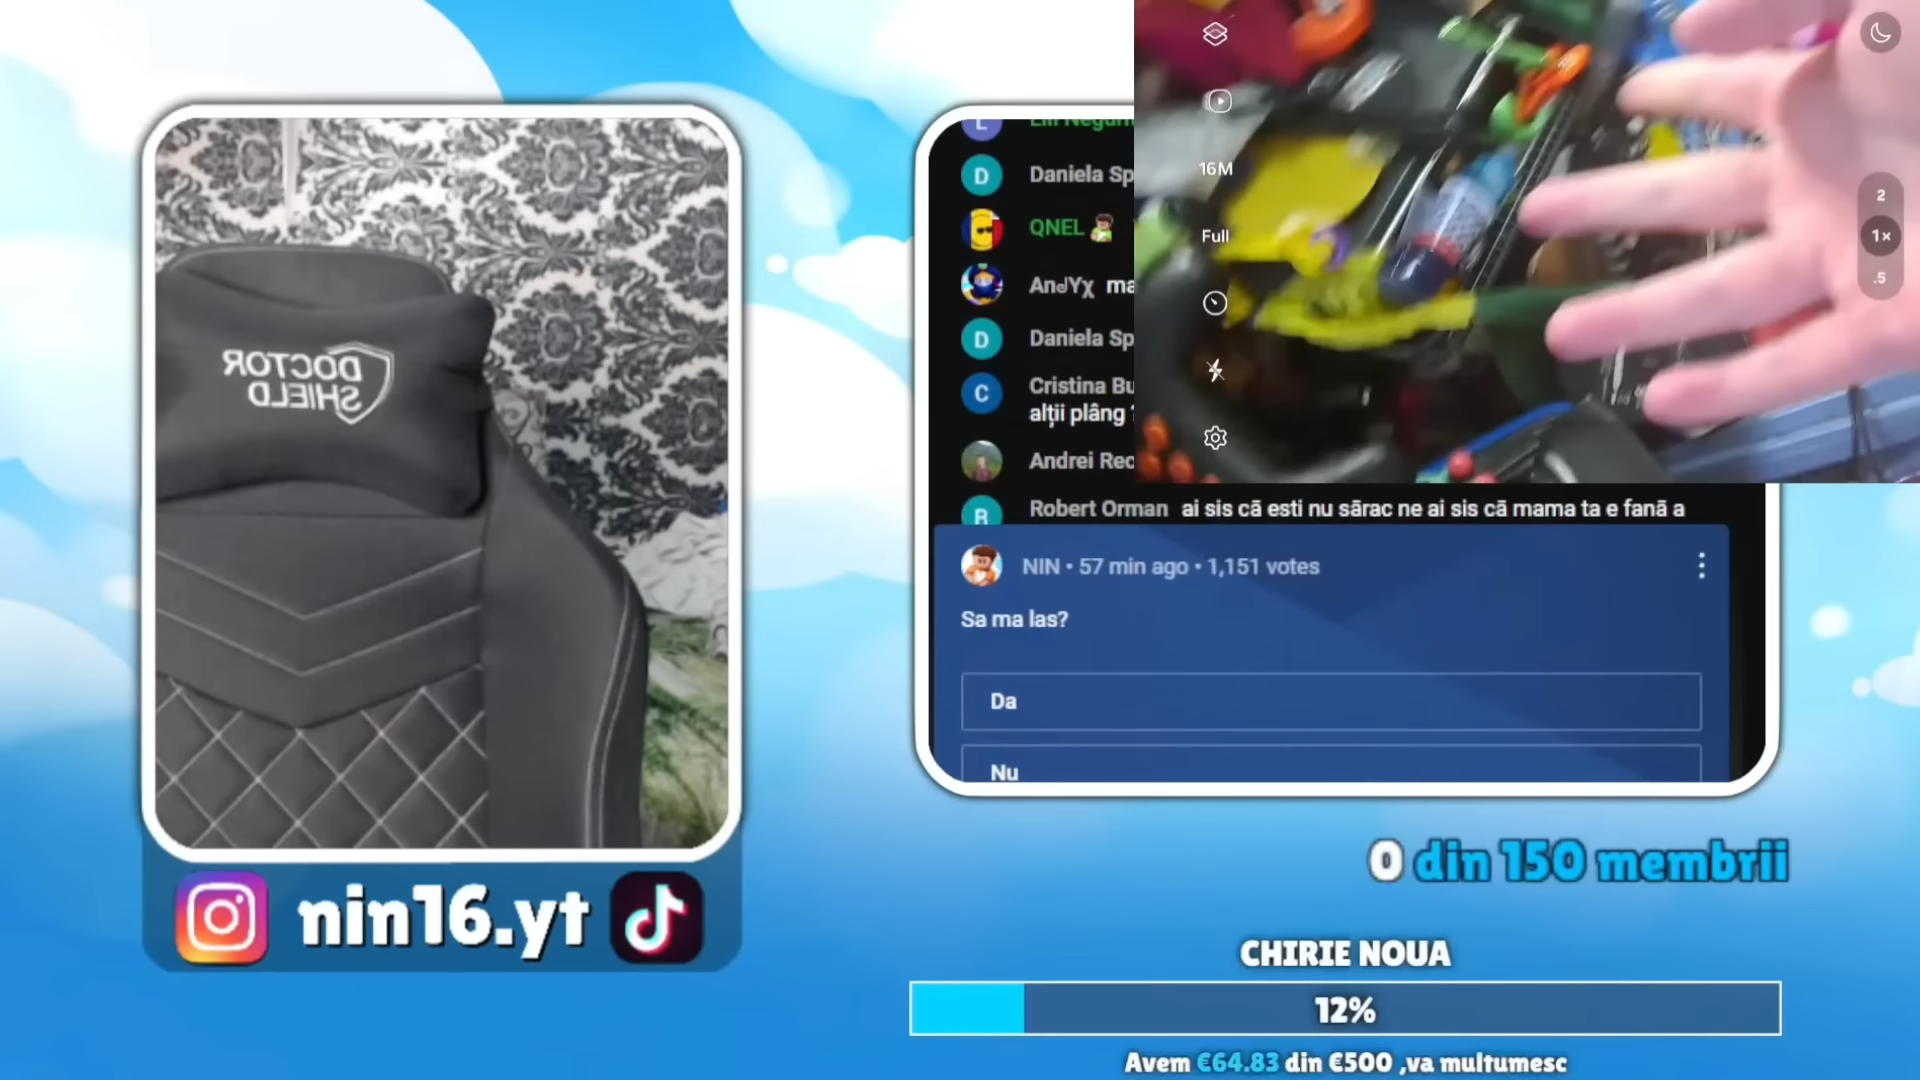 DOCTOR
SHIELD
nin16.yt
Daniela Sp
QNEL
AndYχ ma
Daniela Sp
Cristina Bu
alții plâng
Andrei Rec
Robert Orman ai sis că esti nu sărac ne ai sis că mama ta e fană a
NIN • 57 min ago • 1,151 votes
Sa ma las?
Da
Nu
16M
Full
2
1×
.5
0 din 150 membrii
CHIRIE NOUA
12%
Avem €64.83 din €500 ,va multumesc